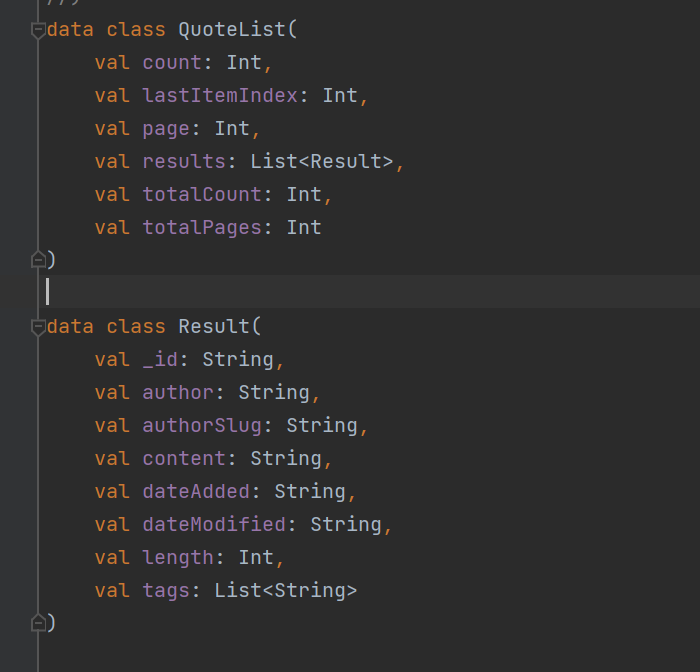 data class QuoteList(
    val count: Int,
    val lastItemIndex: Int,
    val page: Int,
    val results: List<Result>,
    val totalCount: Int,
    val totalPages: Int
)
data class Result(
    val _id: String,
    val author: String,
    val authorSlug: String,
    val content: String,
    val dateAdded: String,
    val dateModified: String,
    val length: Int,
    val tags: List<String>
)